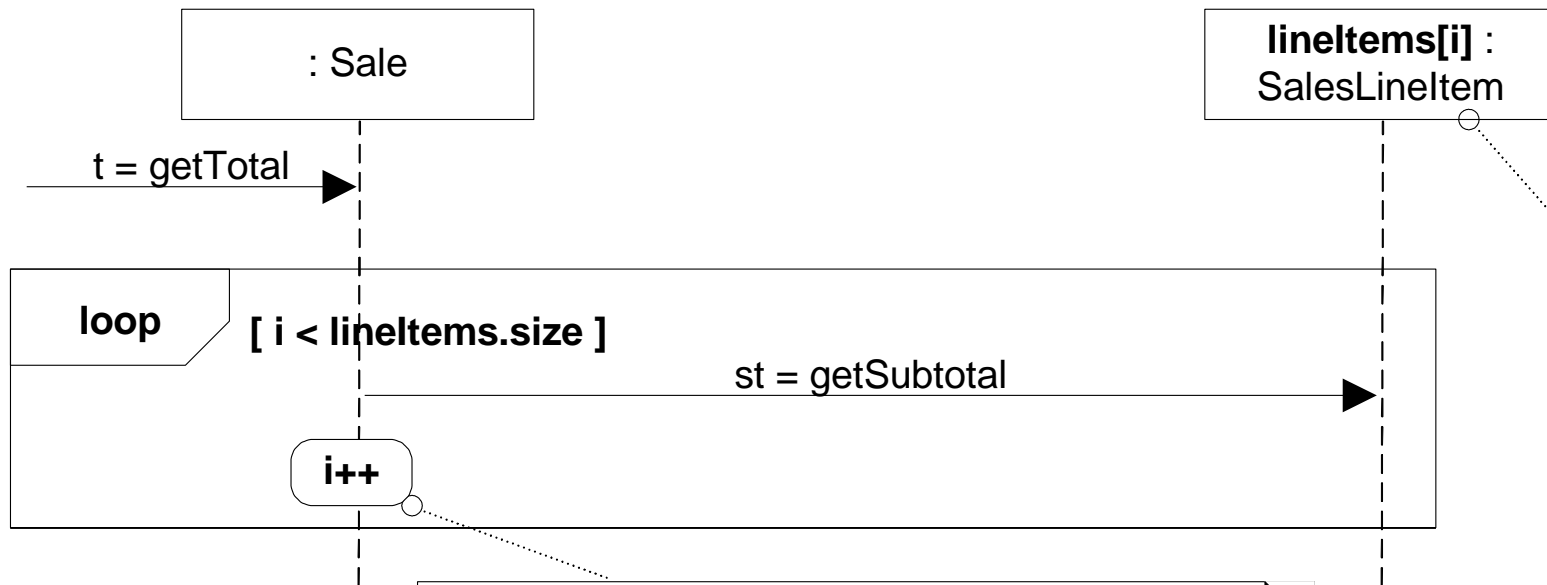 : Sale
lineItems[i] :
SalesLineItem
t = getTotal
loop
[ i < lineItems.size ]
st = getSubtotal
i++